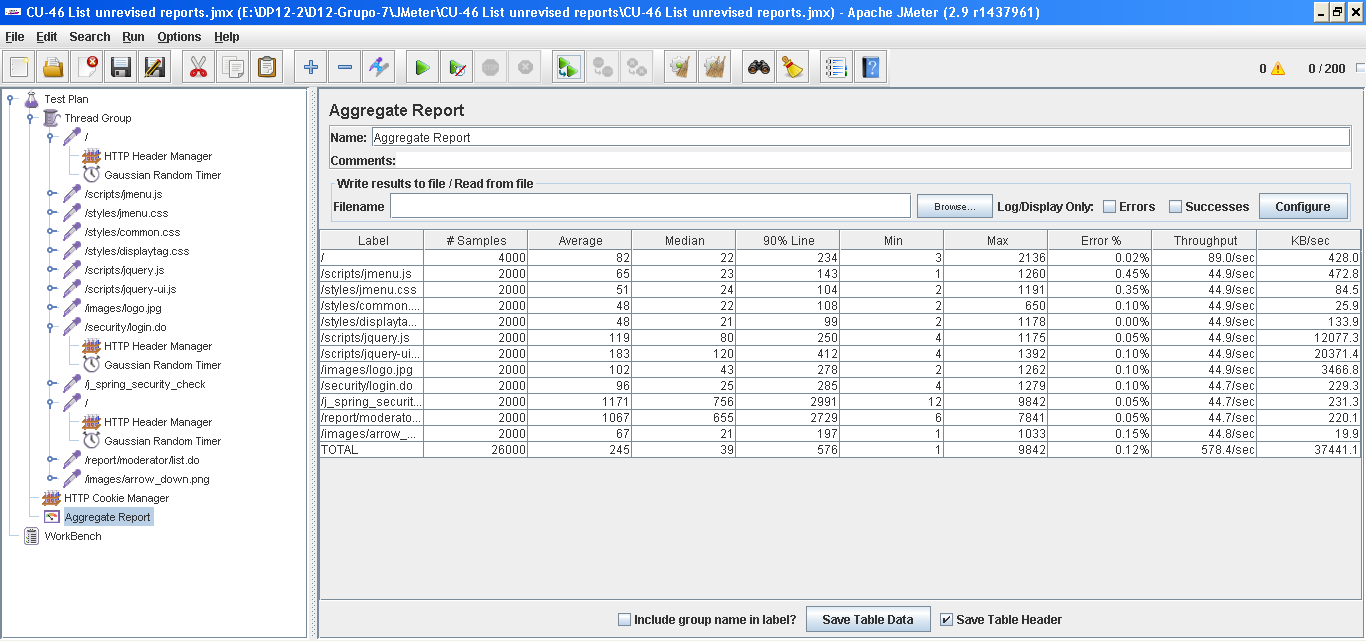 CU-46 List unrevised reports.jmx (E:\DP12-2\D12-Grupo-7\JMeter\CU-46 List unrevised reports\CU-46 List unrevised reports.jmx) - Apache JMeter (2.9 r1437961)
File Edit Search Run Options Help
0 0 / 200
Test Plan
Thread Group
/
HTTP Header Manager
Gaussian Random Timer
/scripts/jmenu.js
/styles/jmenu.css
/styles/common.css
/styles/displaytag.css
/scripts/jquery.js
/scripts/jquery-ui.js
/images/logo.jpg
/security/login.do
HTTP Header Manager
Gaussian Random Timer
/j_spring_security_check
/
HTTP Header Manager
Gaussian Random Timer
/report/moderator/list.do
/images/arrow_down.png
HTTP Cookie Manager
Aggregate Report
WorkBench
Aggregate Report
Name: Aggregate Report
Comments:
Write results to file / Read from file
Filename Browse... Log/Display Only: Errors Successes Configure
Label # Samples Average Median 90% Line Min Max Error % Throughput KB/sec
/ 4000 82 22 234 3 2136 0.02% 89.0/sec 428.0
/scripts/jmenu.js 2000 65 23 143 1 1260 0.45% 44.9/sec 472.8
/styles/jmenu.css 2000 51 24 104 2 1191 0.35% 44.9/sec 84.5
/styles/common.... 2000 48 22 108 2 650 0.10% 44.9/sec 25.9
/styles/displayta... 2000 48 21 99 2 1178 0.00% 44.9/sec 133.9
/scripts/jquery.js 2000 119 80 250 4 1175 0.05% 44.9/sec 12077.3
/scripts/jquery-ui... 2000 183 120 412 4 1392 0.10% 44.9/sec 20371.4
/images/logo.jpg 2000 102 43 278 2 1262 0.10% 44.9/sec 3466.8
/security/login.do 2000 96 25 285 4 1279 0.10% 44.7/sec 229.3
/j_spring_securit... 2000 1171 756 2991 12 9842 0.05% 44.7/sec 231.3
/report/moderato... 2000 1067 655 2729 6 7841 0.05% 44.7/sec 220.1
/images/arrow_... 2000 67 21 197 1 1033 0.15% 44.8/sec 19.9
TOTAL 26000 245 39 576 1 9842 0.12% 578.4/sec 37441.1
Include group name in label? Save Table Data Save Table Header